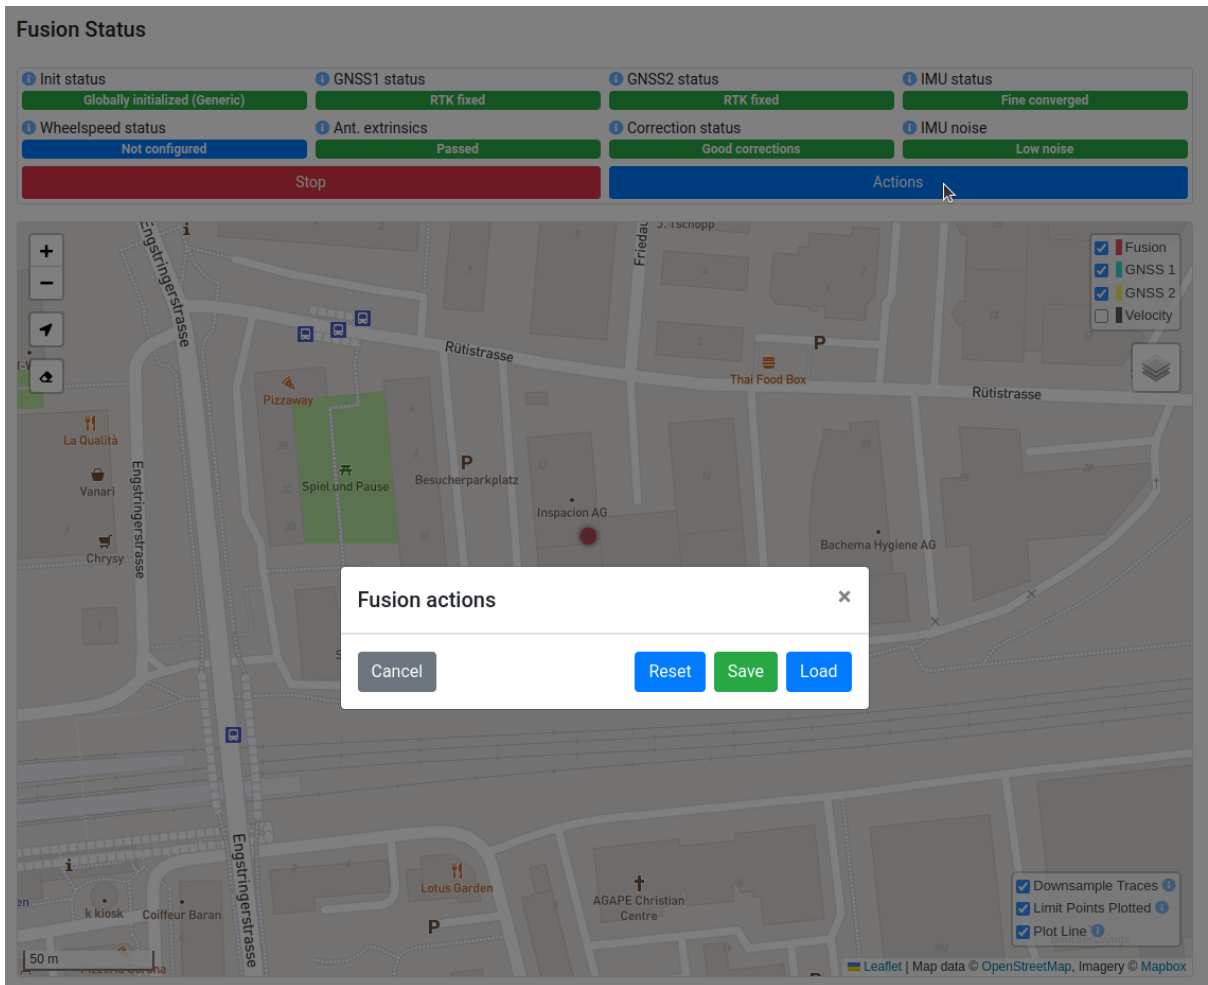 Fusion Status
Init status
GNSS1 status
GNSS2 status
IMU status
Globally initialized (Generic)
RTK fixed
RTK fixed
Fine converged
Wheelspeed status
Ant. extrinsics
Correction status
IMU noise
Not configured
Passed
Good corrections
Low noise
Stop
Actions
+
−
Engstringerstrasse
J. Tschopp
Fusion
GNSS 1
GNSS 2
Velocity
Rütistrasse
P
Thai Food Box
Rütistrasse
Pizzaway
La Qualità
Vanari
Engstringerstrasse
Chrysy
Spiel und Pause
P
Besucherparkplatz
Inspacion AG
Bachema Hygiene AG
Fusion actions
×
Cancel
Reset
Save
Load
Engstringerstrasse
Lotus Garden
AGAPE Christian
Centre
k kiosk
Coiffeur Baran
P
Downsample Traces
Limit Points Plotted
Plot Line
50 m
Leaflet | Map data © OpenStreetMap, Imagery © Mapbox